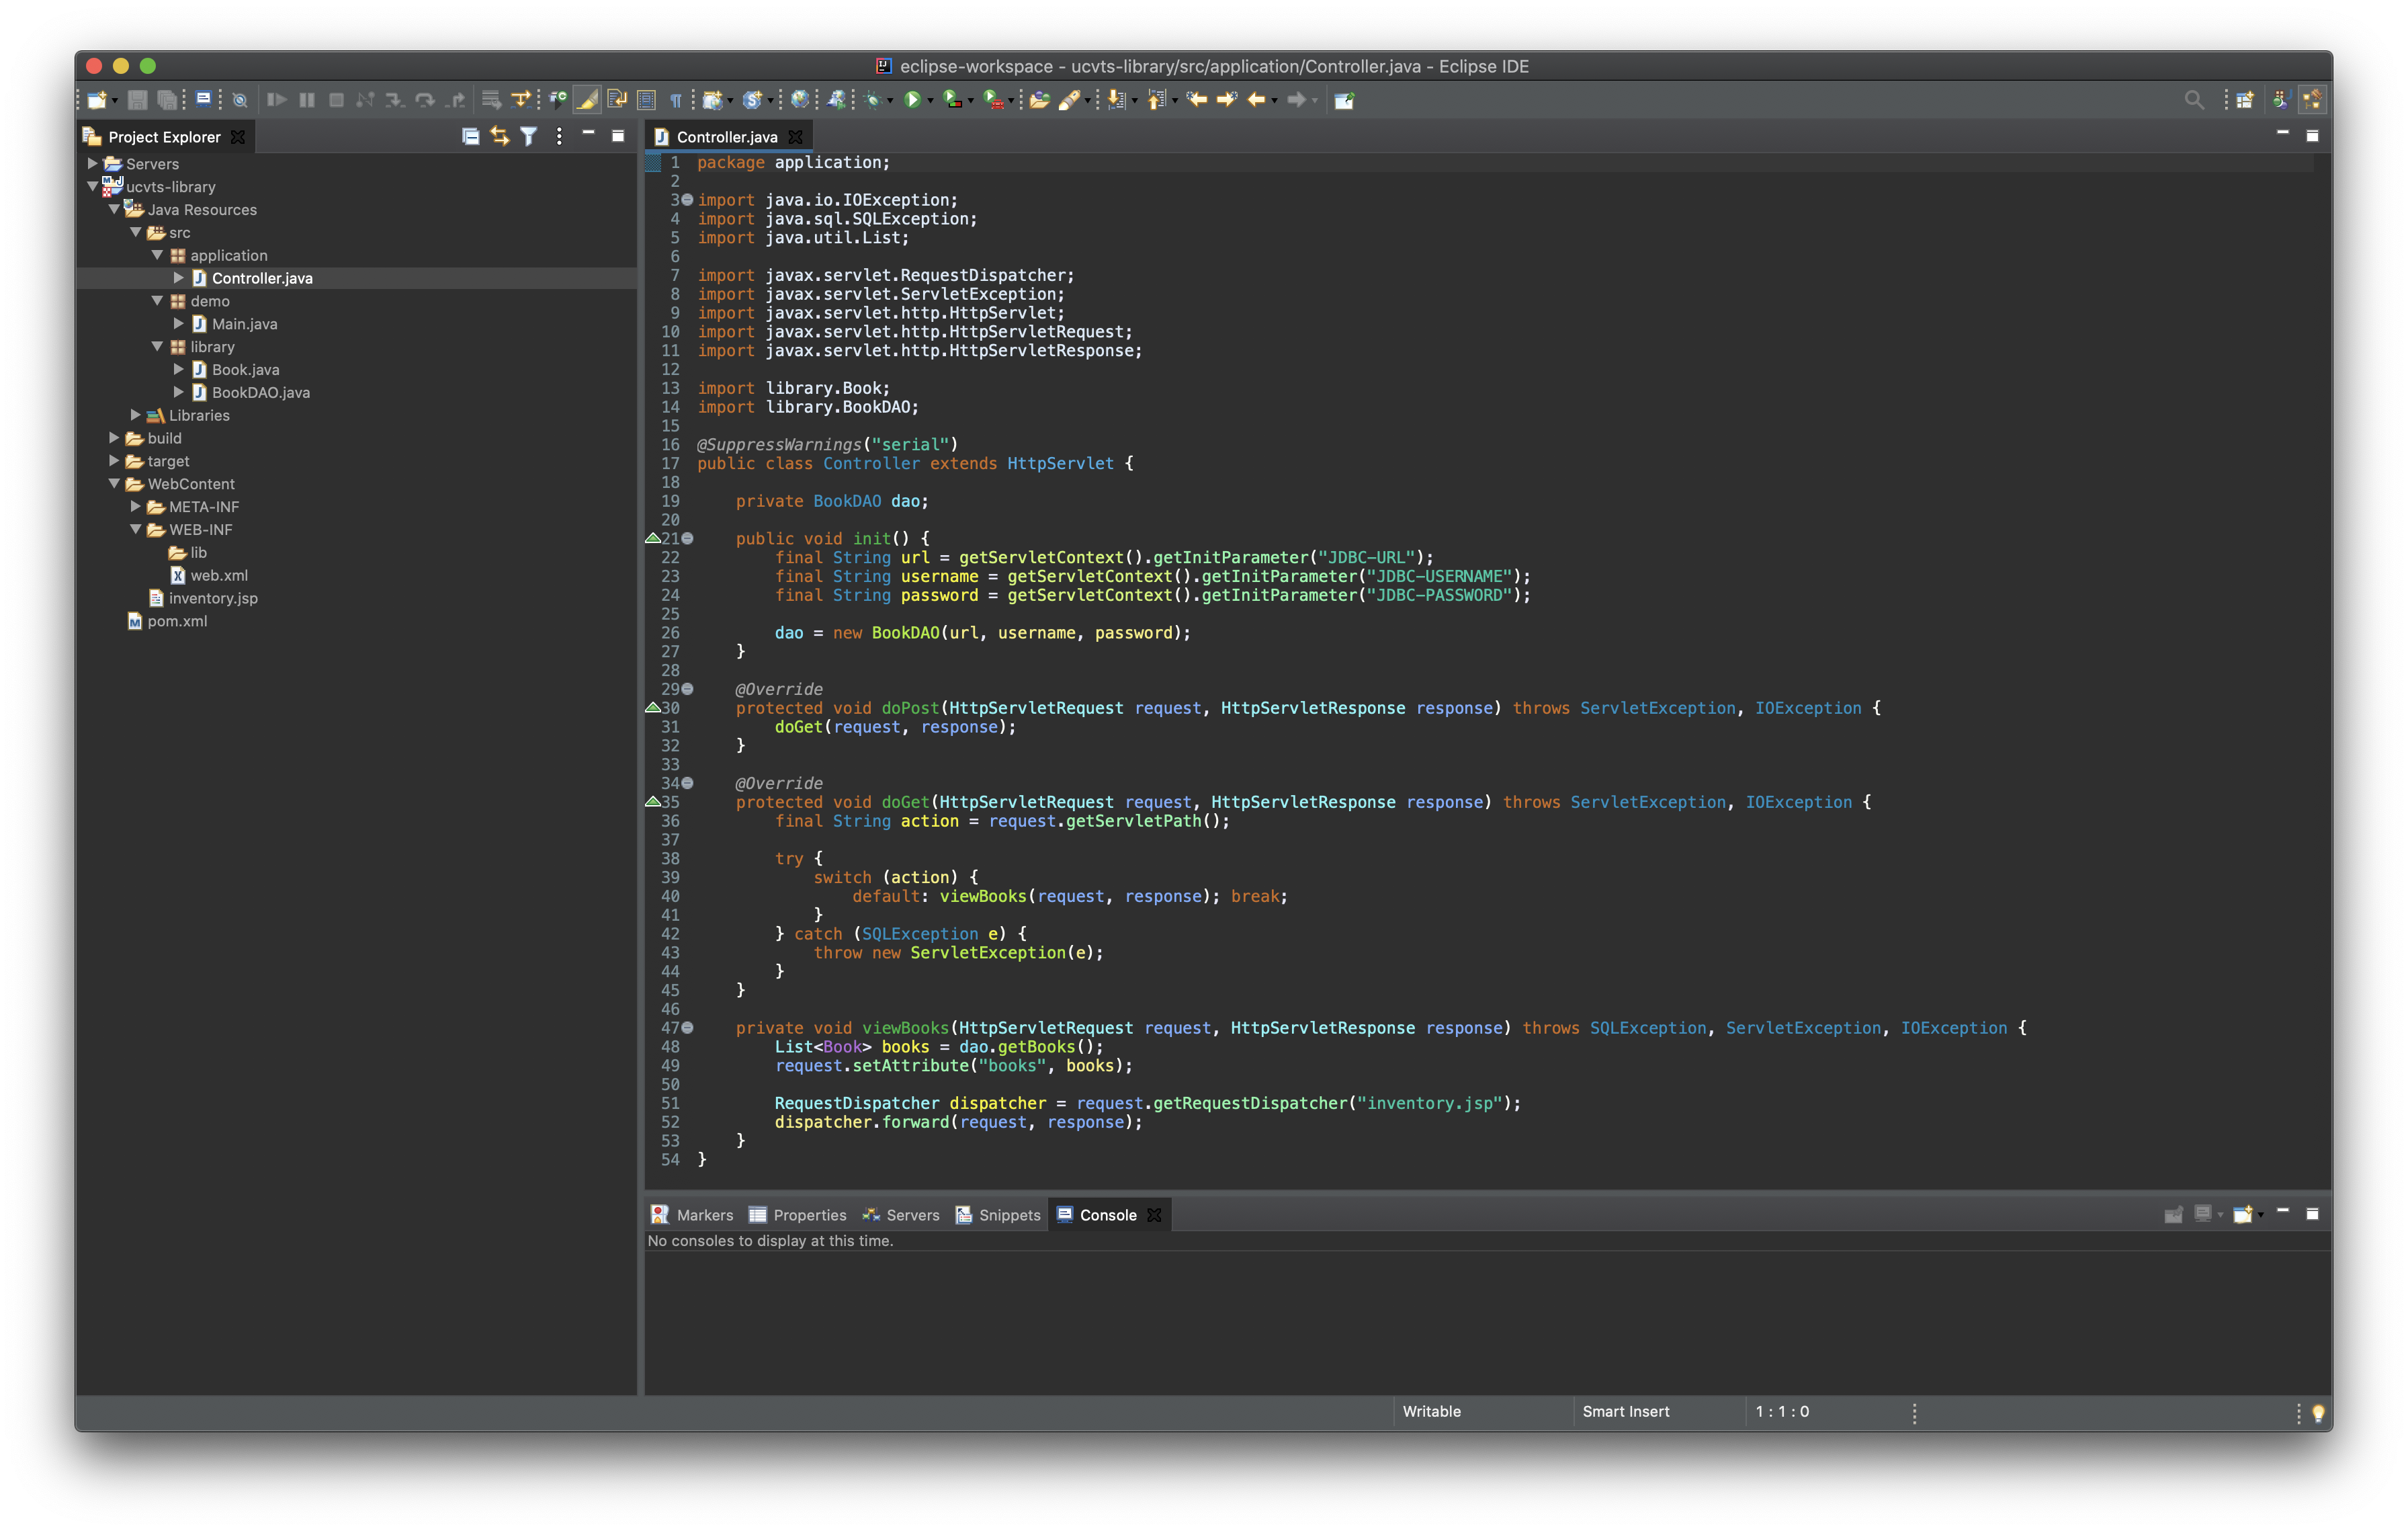 eclipse-workspace - ucvts-library/src/application/Controller.java - Eclipse IDE
Project Explorer
Servers
ucvts-library
Java Resources
src
application
Controller.java
demo
Main.java
library
Book.java
BookDAO.java
Libraries
build
target
WebContent
META-INF
WEB-INF
lib
web.xml
inventory.jsp
pom.xml
Controller.java
1 package application;
2
3 import java.io.IOException;
4 import java.sql.SQLException;
5 import java.util.List;
6
7 import javax.servlet.RequestDispatcher;
8 import javax.servlet.ServletException;
9 import javax.servlet.http.HttpServlet;
10 import javax.servlet.http.HttpServletRequest;
11 import javax.servlet.http.HttpServletResponse;
12
13 import library.Book;
14 import library.BookDAO;
15
16 @SuppressWarnings("serial")
17 public class Controller extends HttpServlet {
18
19     private BookDAO dao;
20
21     public void init() {
22         final String url = getServletContext().getInitParameter("JDBC-URL");
23         final String username = getServletContext().getInitParameter("JDBC-USERNAME");
24         final String password = getServletContext().getInitParameter("JDBC-PASSWORD");
25
26         dao = new BookDAO(url, username, password);
27     }
28
29     @Override
30     protected void doPost(HttpServletRequest request, HttpServletResponse response) throws ServletException, IOException {
31         doGet(request, response);
32     }
33
34     @Override
35     protected void doGet(HttpServletRequest request, HttpServletResponse response) throws ServletException, IOException {
36         final String action = request.getServletPath();
37
38         try {
39             switch (action) {
40                 default: viewBooks(request, response); break;
41             }
42         } catch (SQLException e) {
43             throw new ServletException(e);
44         }
45     }
46
47     private void viewBooks(HttpServletRequest request, HttpServletResponse response) throws SQLException, ServletException, IOException {
48         List<Book> books = dao.getBooks();
49         request.setAttribute("books", books);
50
51         RequestDispatcher dispatcher = request.getRequestDispatcher("inventory.jsp");
52         dispatcher.forward(request, response);
53     }
54 }
Markers Properties Servers Snippets Console
No consoles to display at this time.
Writable Smart Insert 1 : 1 : 0